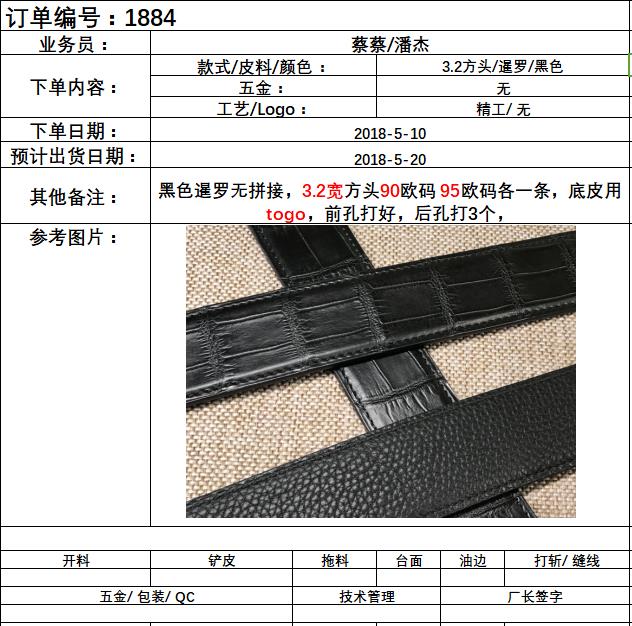 订单编号：1884
业务员： 蔡蔡/潘杰
下单内容： 款式/皮料/颜色： 3.2方头/暹罗/黑色
五金： 无
工艺/Logo： 精工/ 无
下单日期： 2018-5-10
预计出货日期： 2018-5-20
其他备注： 黑色暹罗无拼接，3.2宽方头90欧码 95欧码各一条，底皮用
togo，前孔打好，后孔打3个，
参考图片：
开料 铲皮 拖料 台面 油边 打斩/ 缝线
五金/ 包装/ QC 技术管理 厂长签字